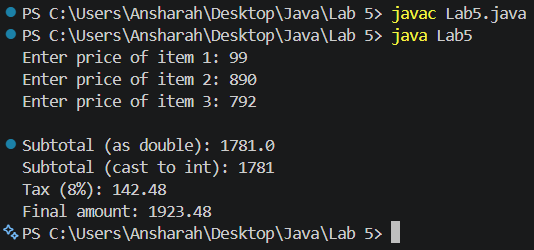 PS C:\Users\Ansharah\Desktop\Java\Lab 5> javac Lab5.java
PS C:\Users\Ansharah\Desktop\Java\Lab 5> java Lab5
Enter price of item 1: 99
Enter price of item 2: 890
Enter price of item 3: 792
Subtotal (as double): 1781.0
Subtotal (cast to int): 1781
Tax (8%): 142.48
Final amount: 1923.48
PS C:\Users\Ansharah\Desktop\Java\Lab 5>